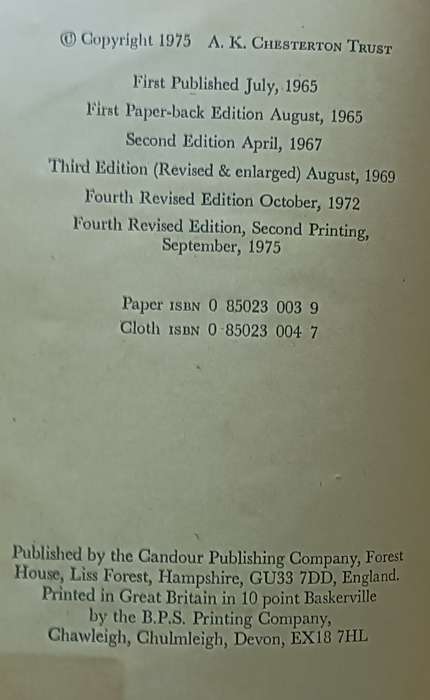 © Copyright 1975 A. K. CHESTERTON TRUST
First Published July, 1965
First Paper-back Edition August, 1965
Second Edition April, 1967
Third Edition (Revised & enlarged) August, 1969
Fourth Revised Edition October, 1972
Fourth Revised Edition, Second Printing,
September, 1975
Paper ISBN 0 85023 003 9
Cloth ISBN 0 85023 004 7
Published by the Candour Publishing Company, Forest
House, Liss Forest, Hampshire, GU33 7DD, England.
Printed in Great Britain in 10 point Baskerville
by the B.P.S. Printing Company,
Chawleigh, Chulmleigh, Devon, EX18 7HL